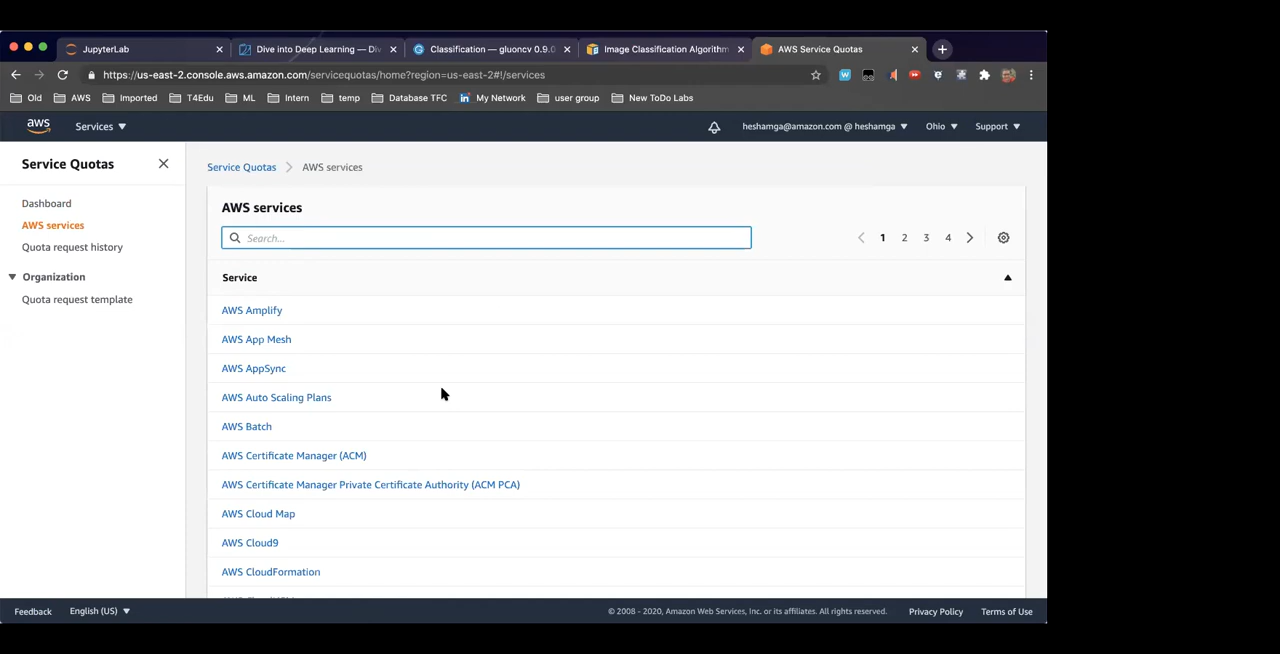 JupyterLab
Dive into Deep Learning — Div
Classification — gluoncv 0.9.0
Image Classification Algorithm
AWS Service Quotas
https://us-east-2.console.aws.amazon.com/servicequotas/home?region=us-east-2#!/services
Old AWS Imported T4Edu ML Intern temp Database TFC My Network user group New ToDo Labs
aws Services heshamga@amazon.com @ heshamga Ohio Support
Service Quotas
Dashboard
AWS services
Quota request history
Organization
Quota request template
Service Quotas > AWS services
AWS services
Search...
1 2 3 4
Service
AWS Amplify
AWS App Mesh
AWS AppSync
AWS Auto Scaling Plans
AWS Batch
AWS Certificate Manager (ACM)
AWS Certificate Manager Private Certificate Authority (ACM PCA)
AWS Cloud Map
AWS Cloud9
AWS CloudFormation
Feedback English (US) © 2008 - 2020, Amazon Web Services, Inc. or its affiliates. All rights reserved. Privacy Policy Terms of Use